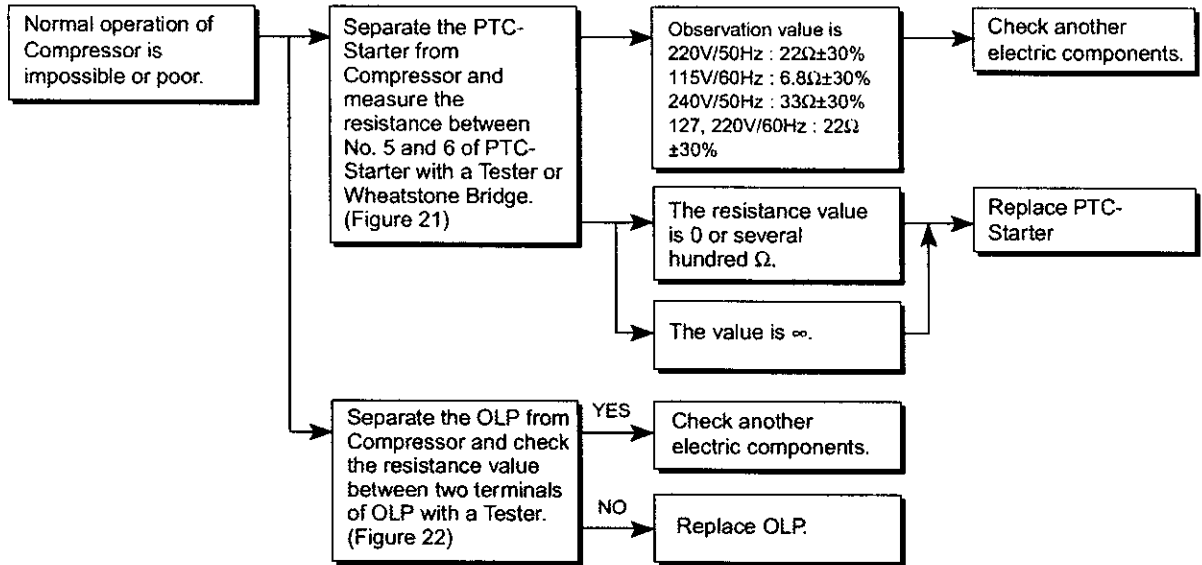 Normal operation of
Compressor is
impossible or poor.
Separate the PTC-
Starter from
Compressor and
measure the
resistance between
No. 5 and 6 of PTC-
Starter with a Tester or
Wheatstone Bridge.
(Figure 21)
Observation value is
220V/50Hz : 22Ω±30%
115V/60Hz : 6.8Ω±30%
240V/50Hz : 33Ω±30%
127, 220V/60Hz : 22Ω
±30%
Check another
electric components.
The resistance value
is 0 or several
hundred Ω.
The value is ∞.
Replace PTC-
Starter
Separate the OLP from
Compressor and check
the resistance value
between two terminals
of OLP with a Tester.
(Figure 22)
YES
Check another
electric components.
NO
Replace OLP.